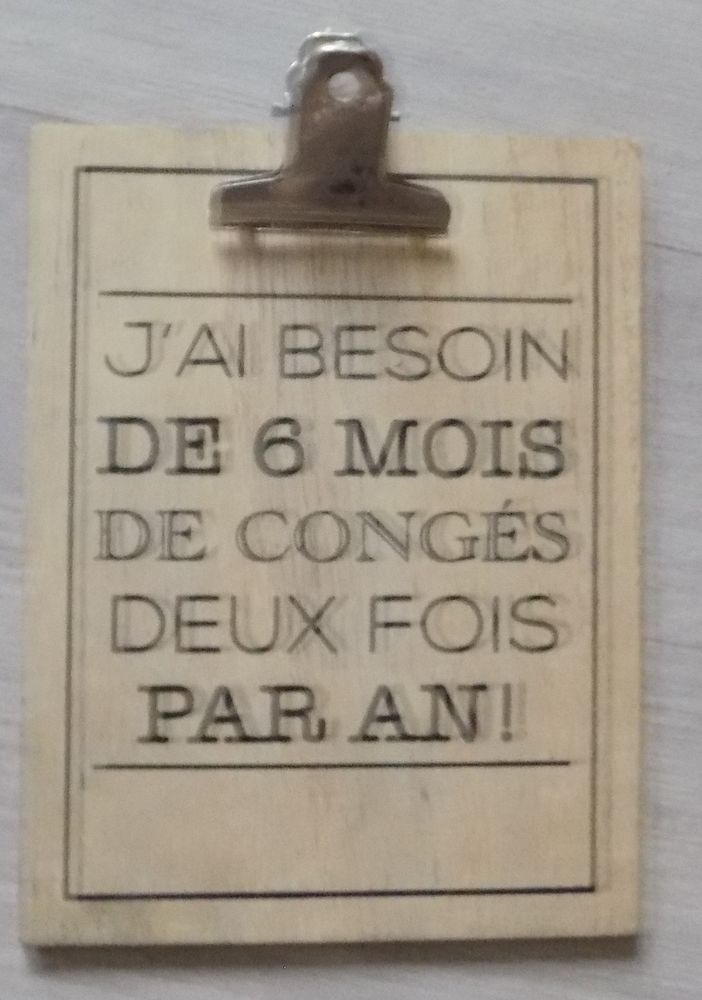 J'AI BESOIN
DE 6 MOIS
DE CONGÉS
DEUX FOIS
PAR AN!